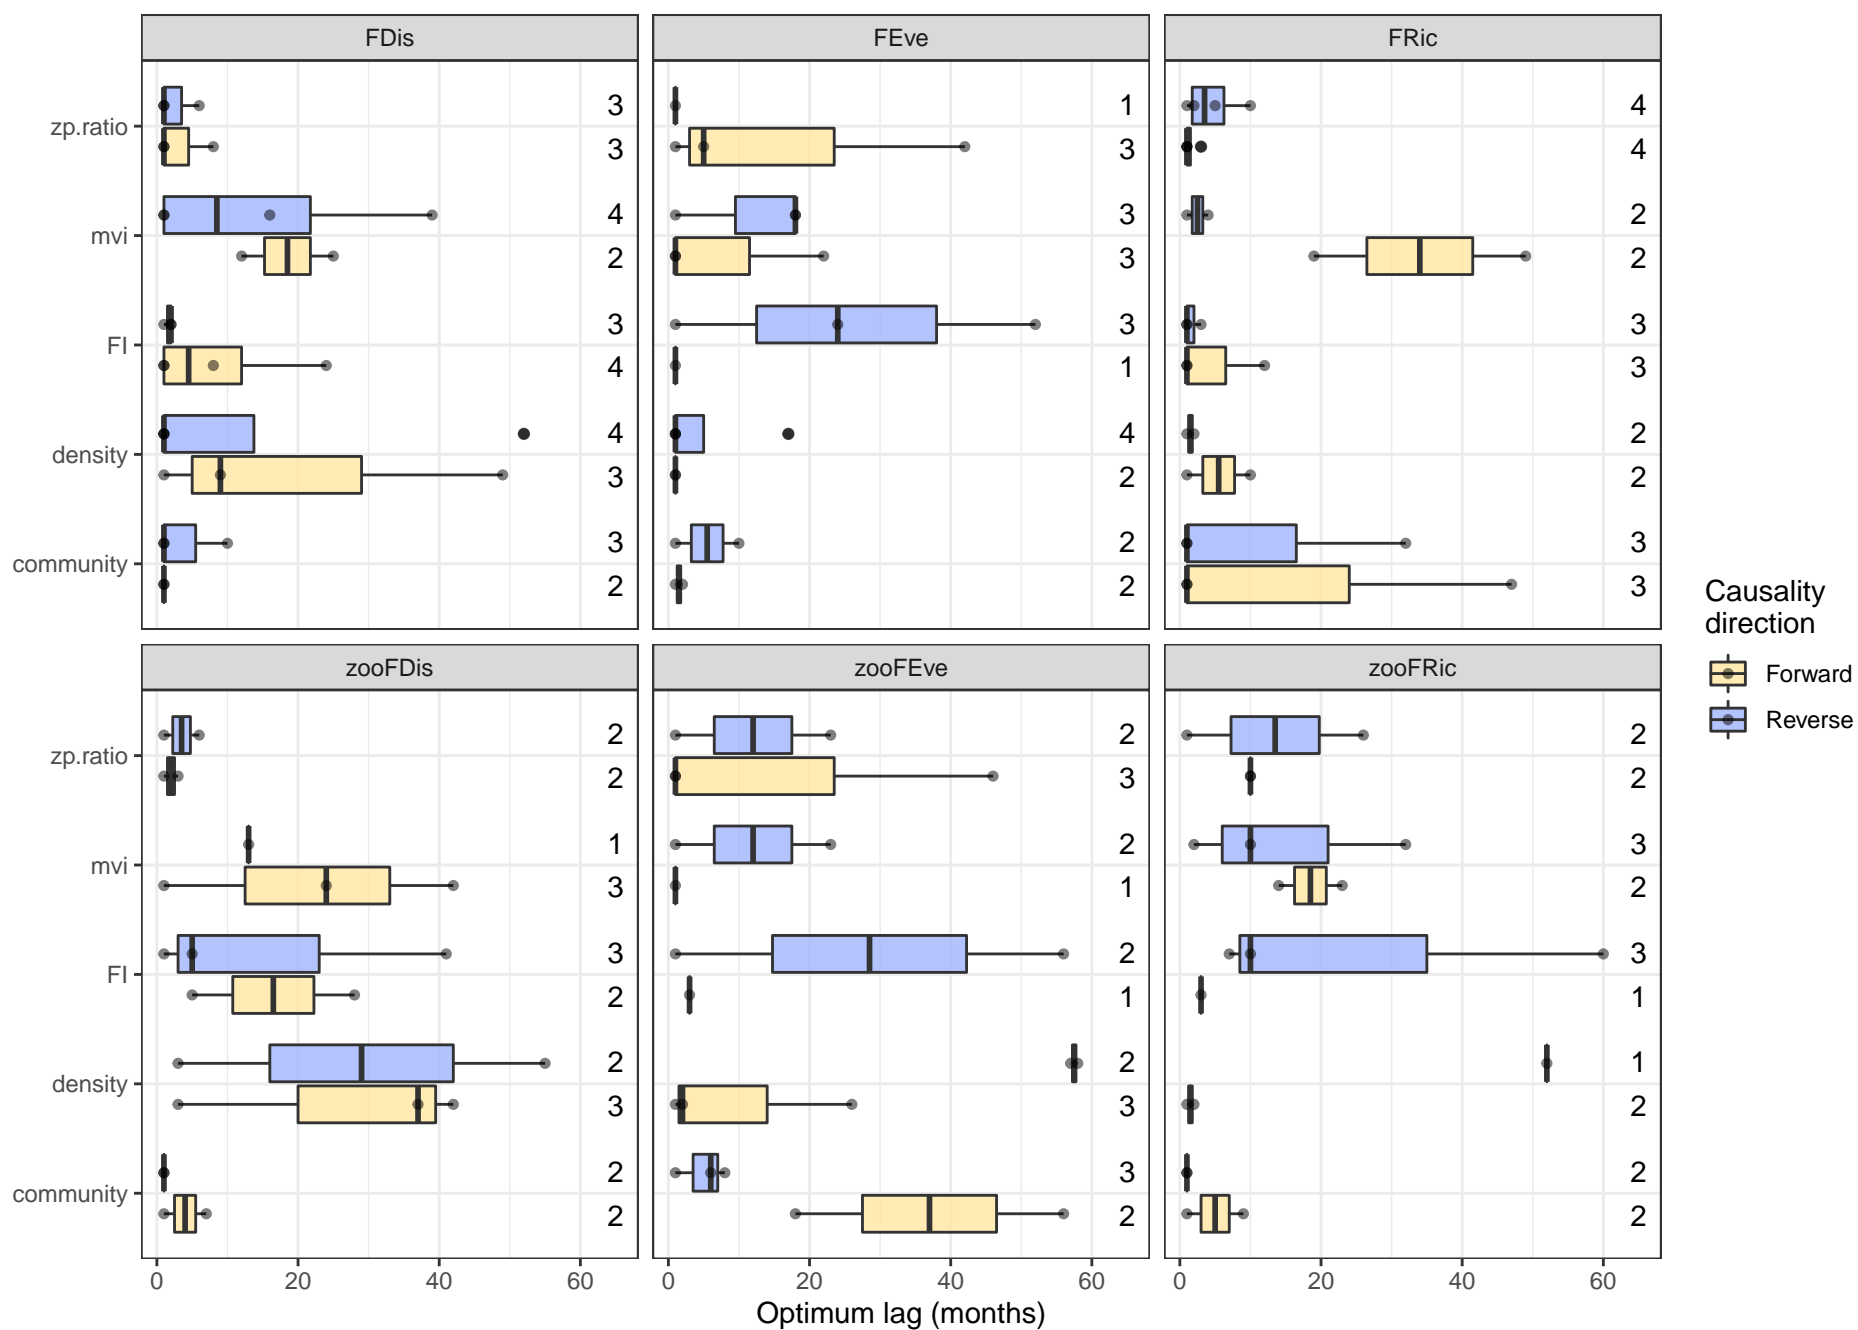 FDis FEve FRic
zp.ratio 3 1 4
3 3 4
mvi 4 3 2
2 3 2
FI 3 3 3
4 1 3
density 4 4 2
3 2 2
community 3 2 3
2 2 3
zooFDis zooFEve zooFRic
zp.ratio 2 2 2
2 3 2
mvi 1 2 3
3 1 2
FI 3 2 3
2 1 1
density 2 2 1
3 3 2
community 2 3 2
2 2 2
0 20 40 60 0 20 40 60 0 20 40 60
Optimum lag (months)
Causality
direction
Forward
Reverse